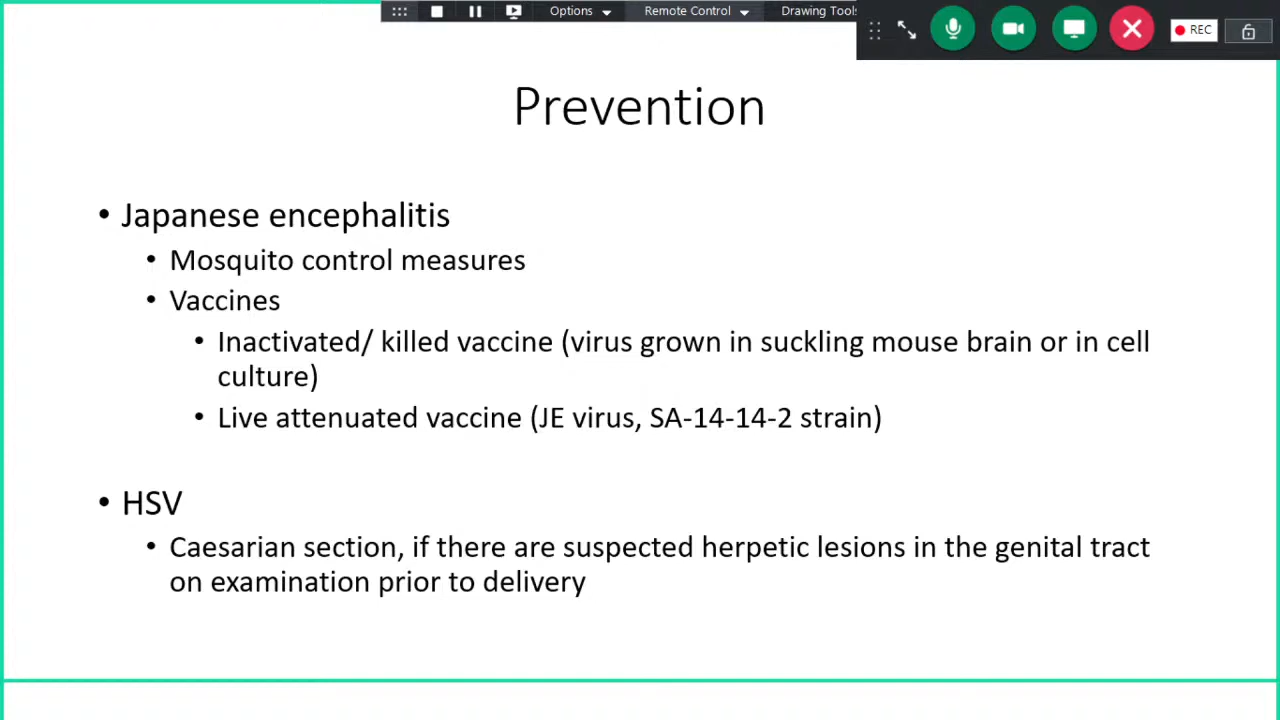 Options
Remote Control
Drawing Tools
REC
Prevention
• Japanese encephalitis
• Mosquito control measures
• Vaccines
• Inactivated/ killed vaccine (virus grown in suckling mouse brain or in cell
culture)
• Live attenuated vaccine (JE virus, SA-14-14-2 strain)
• HSV
• Caesarian section, if there are suspected herpetic lesions in the genital tract
on examination prior to delivery